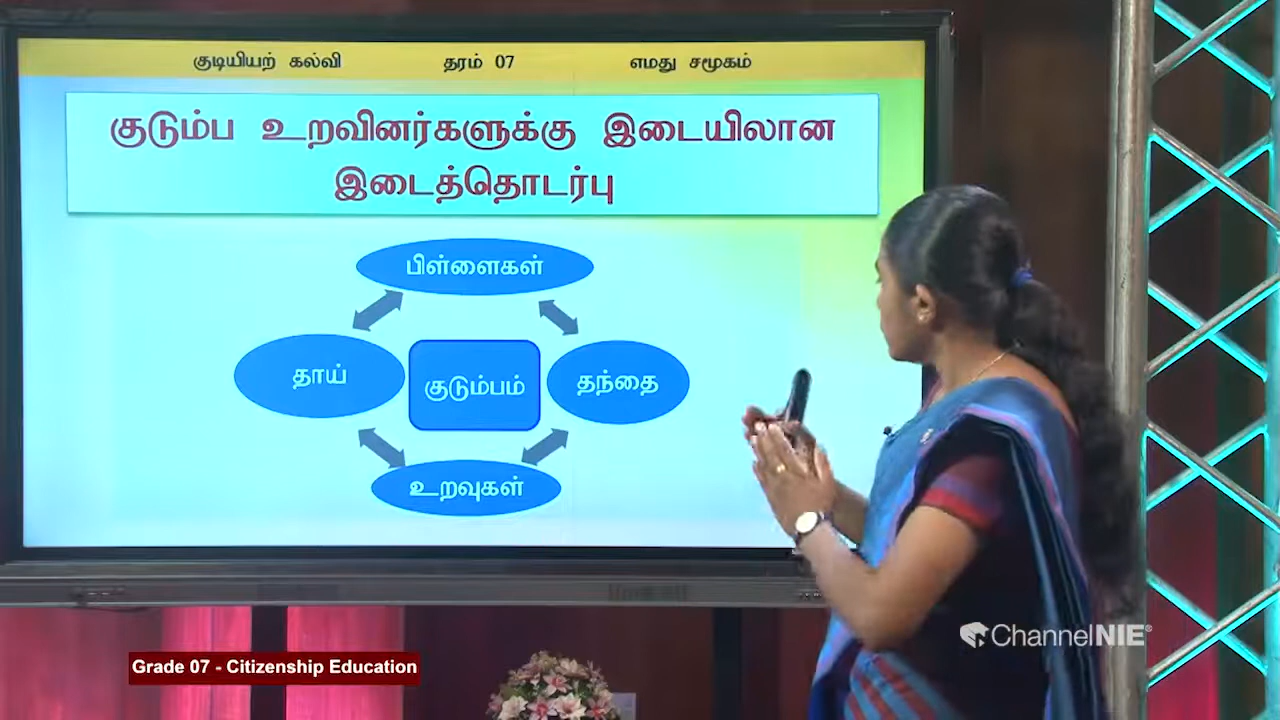 குடியியற் கல்வி தரம் 07 எமது சமூகம்
குடும்ப உறவினர்களுக்கு இடையிலான
இடைத்தொடர்பு
பிள்ளைகள்
தாய் குடும்பம் தந்தை
உறவுகள்
ChannelNIE®
Grade 07 - Citizenship Education